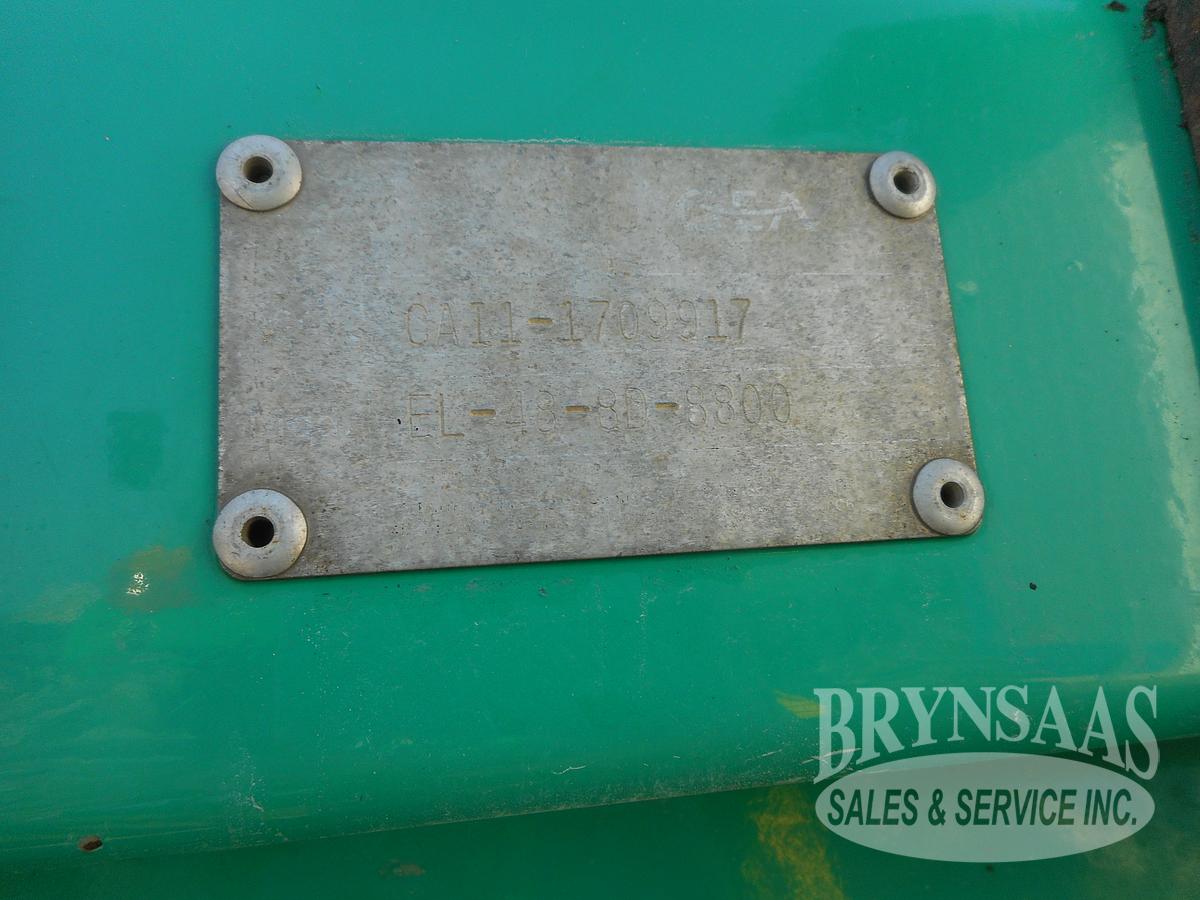 GEA
CAI1-1709917
EL-48-8D-8800
BRYNSAAS
SALES & SERVICE INC.